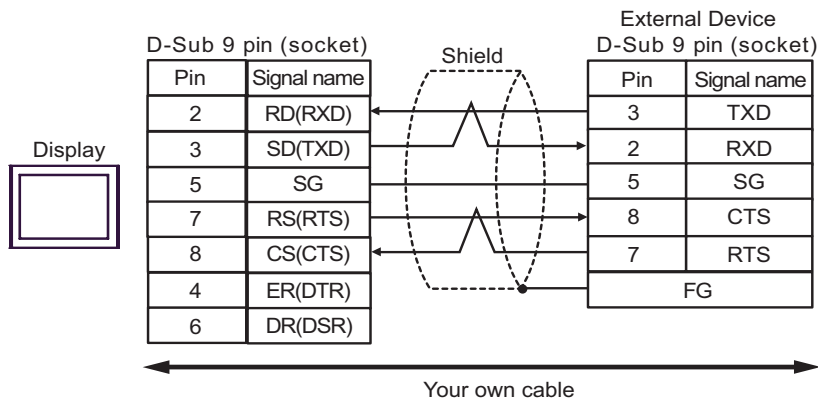 External Device
D-Sub 9 pin (socket) Shield D-Sub 9 pin (socket)
Pin Signal name Pin Signal name
2 RD(RXD) 3 TXD
Display 3 SD(TXD) 2 RXD
5 SG 5 SG
7 RS(RTS) 8 CTS
8 CS(CTS) 7 RTS
4 ER(DTR) FG
6 DR(DSR)
Your own cable